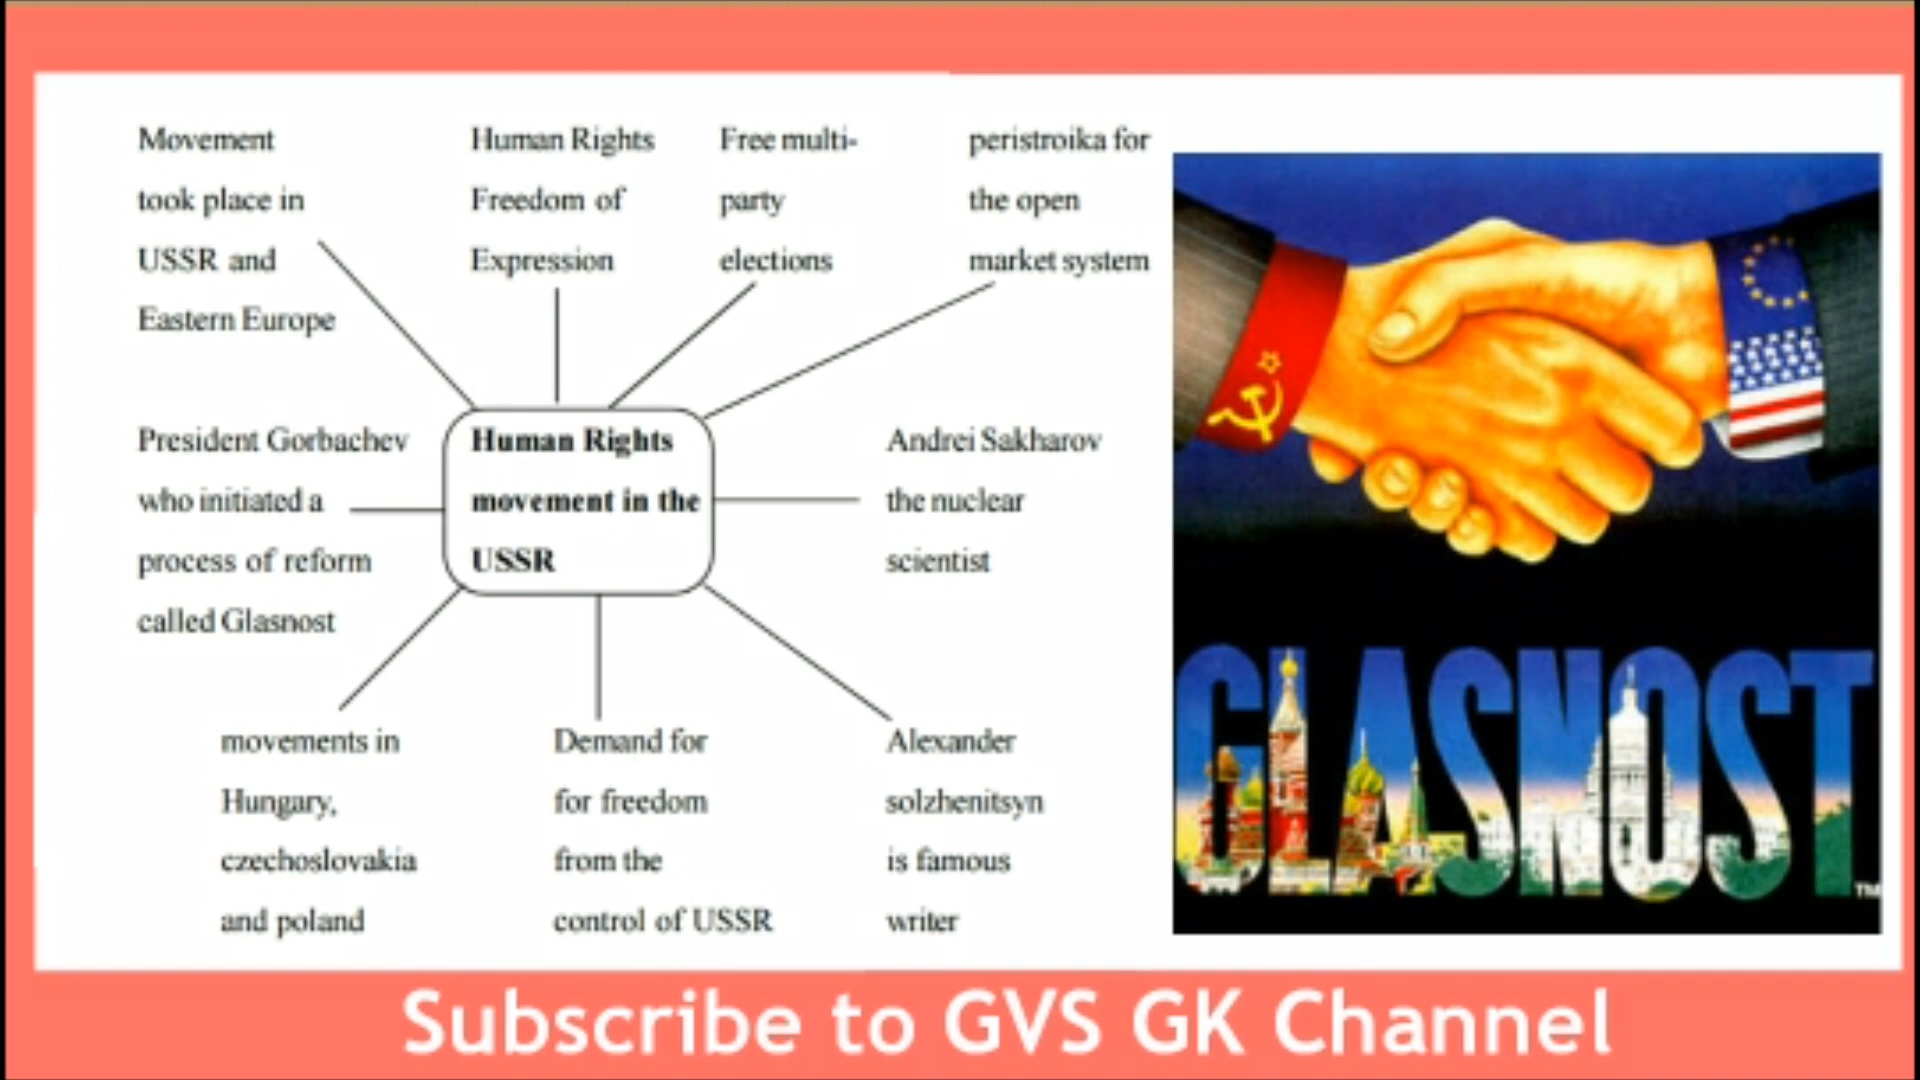 Movement
took place in
USSR and
Eastern Europe
Human Rights
Freedom of
Expression
Free multi-
party
elections
peristroika for
the open
market system
President Gorbachev
who initiated a
process of reform
called Glasnost
Human Rights
movement in the
USSR
Andrei Sakharov
the nuclear
scientist
movements in
Hungary,
czechoslovakia
and poland
Demand for
for freedom
from the
control of USSR
Alexander
solzhenitsyn
is famous
writer
GLASNOST
TM
Subscribe to GVS GK Channel